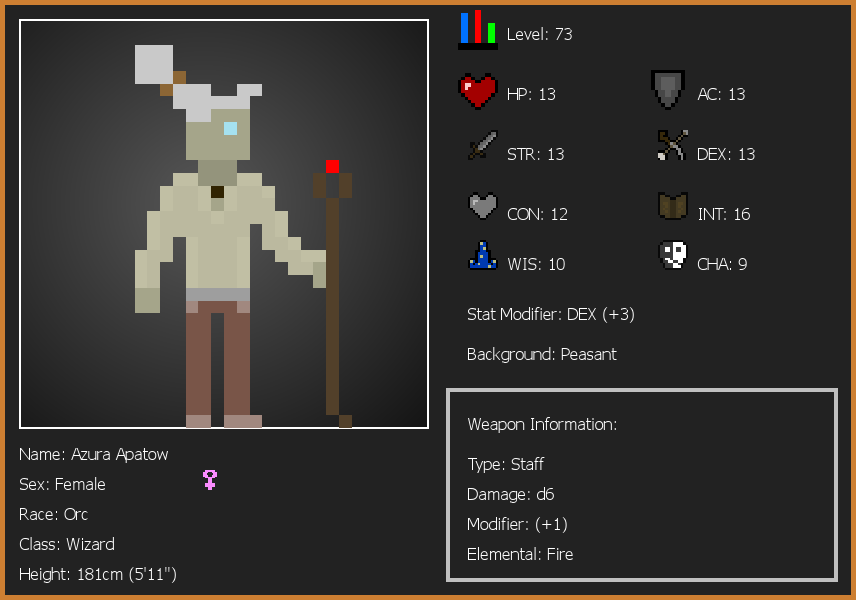 Level: 73
HP: 13
AC: 13
STR: 13
DEX: 13
CON: 12
INT: 16
WIS: 10
CHA: 9
Stat Modifier: DEX (+3)
Background: Peasant
Weapon Information:
Type: Staff
Damage: d6
Modifier: (+1)
Elemental: Fire
Name: Azura Apatow
Sex: Female
Race: Orc
Class: Wizard
Height: 181cm (5'11")